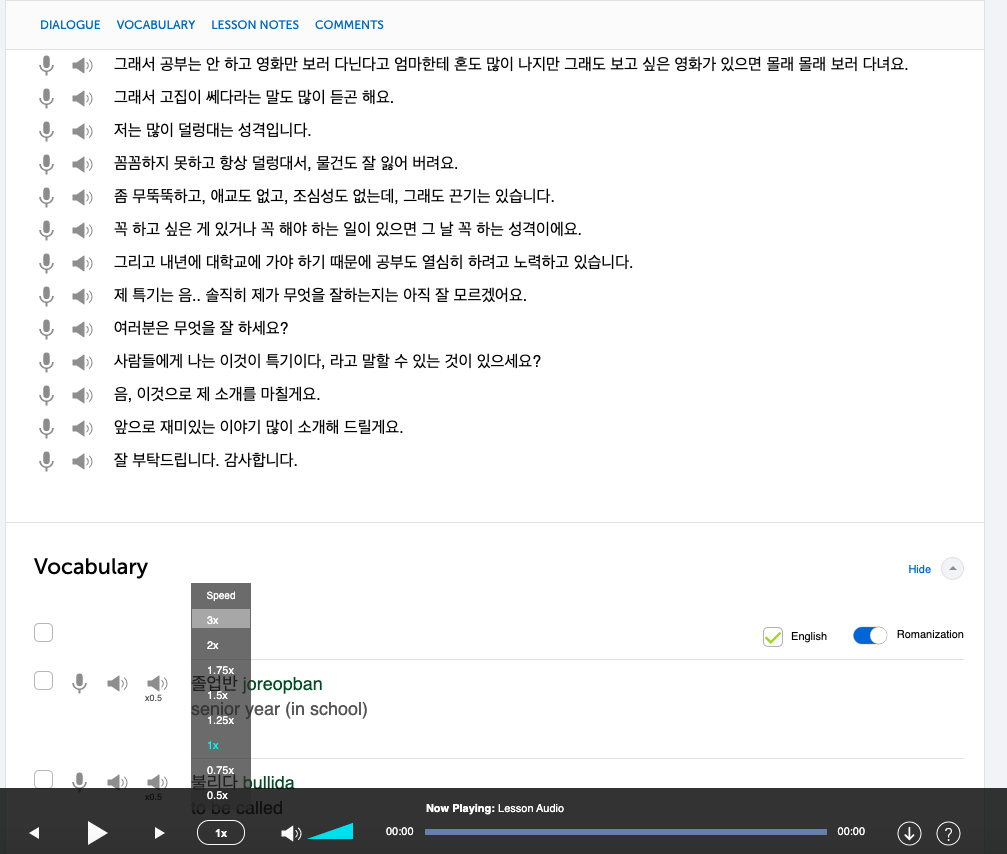 DIALOGUE VOCABULARY LESSON NOTES COMMENTS
그래서 공부는 안 하고 영화만 보러 다닌다고 엄마한테 혼도 많이 나지만 그래도 보고 싶은 영화가 있으면 몰래 몰래 보러 다녀요.
그래서 고집이 쎄다라는 말도 많이 듣곤 해요.
저는 많이 덜렁대는 성격입니다.
꼼꼼하지 못하고 항상 덜렁대서, 물건도 잘 잃어 버려요.
좀 무뚝뚝하고, 애교도 없고, 조심성도 없는데, 그래도 끈기는 있습니다.
꼭 하고 싶은 게 있거나 꼭 해야 하는 일이 있으면 그 날 꼭 하는 성격이에요.
그리고 내년에 대학교에 가야 하기 때문에 공부도 열심히 하려고 노력하고 있습니다.
제 특기는 음.. 솔직히 제가 무엇을 잘하는지는 아직 잘 모르겠어요.
여러분은 무엇을 잘 하세요?
사람들에게 나는 이것이 특기이다, 라고 말할 수 있는 것이 있으세요?
음, 이것으로 제 소개를 마칠게요.
앞으로 재미있는 이야기 많이 소개해 드릴게요.
잘 부탁드립니다. 감사합니다.
Vocabulary
Hide
Speed
3x
2x
1.75x
1.5x
1.25x
1x
0.75x
0.5x
English Romanization
x0.5
졸업반 joreopban
senior year (in school)
x0.5
불리다 bullida
to be called
Now Playing: Lesson Audio
1x 00:00 00:00 ?